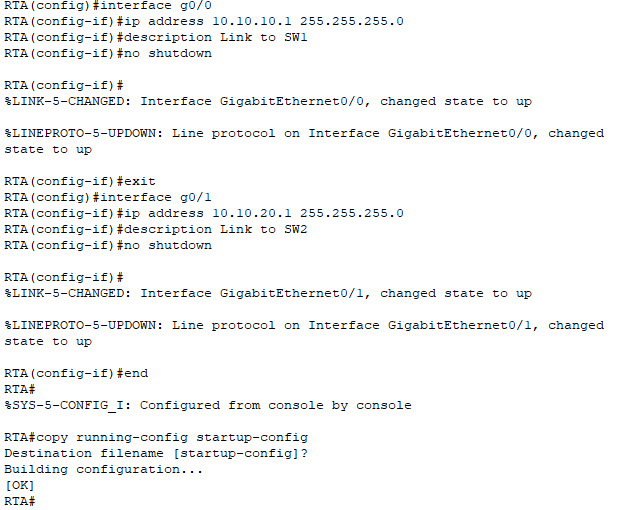 RTA(config)#interface g0/0
RTA(config-if)#ip address 10.10.10.1 255.255.255.0
RTA(config-if)#description Link to SW1
RTA(config-if)#no shutdown
RTA(config-if)#
%LINK-5-CHANGED: Interface GigabitEthernet0/0, changed state to up
%LINEPROTO-5-UPDOWN: Line protocol on Interface GigabitEthernet0/0, changed
state to up
RTA(config-if)#exit
RTA(config)#interface g0/1
RTA(config-if)#ip address 10.10.20.1 255.255.255.0
RTA(config-if)#description Link to SW2
RTA(config-if)#no shutdown
RTA(config-if)#
%LINK-5-CHANGED: Interface GigabitEthernet0/1, changed state to up
%LINEPROTO-5-UPDOWN: Line protocol on Interface GigabitEthernet0/1, changed
state to up
RTA(config-if)#end
RTA#
%SYS-5-CONFIG_I: Configured from console by console
RTA#copy running-config startup-config
Destination filename [startup-config]?
Building configuration...
[OK]
RTA#